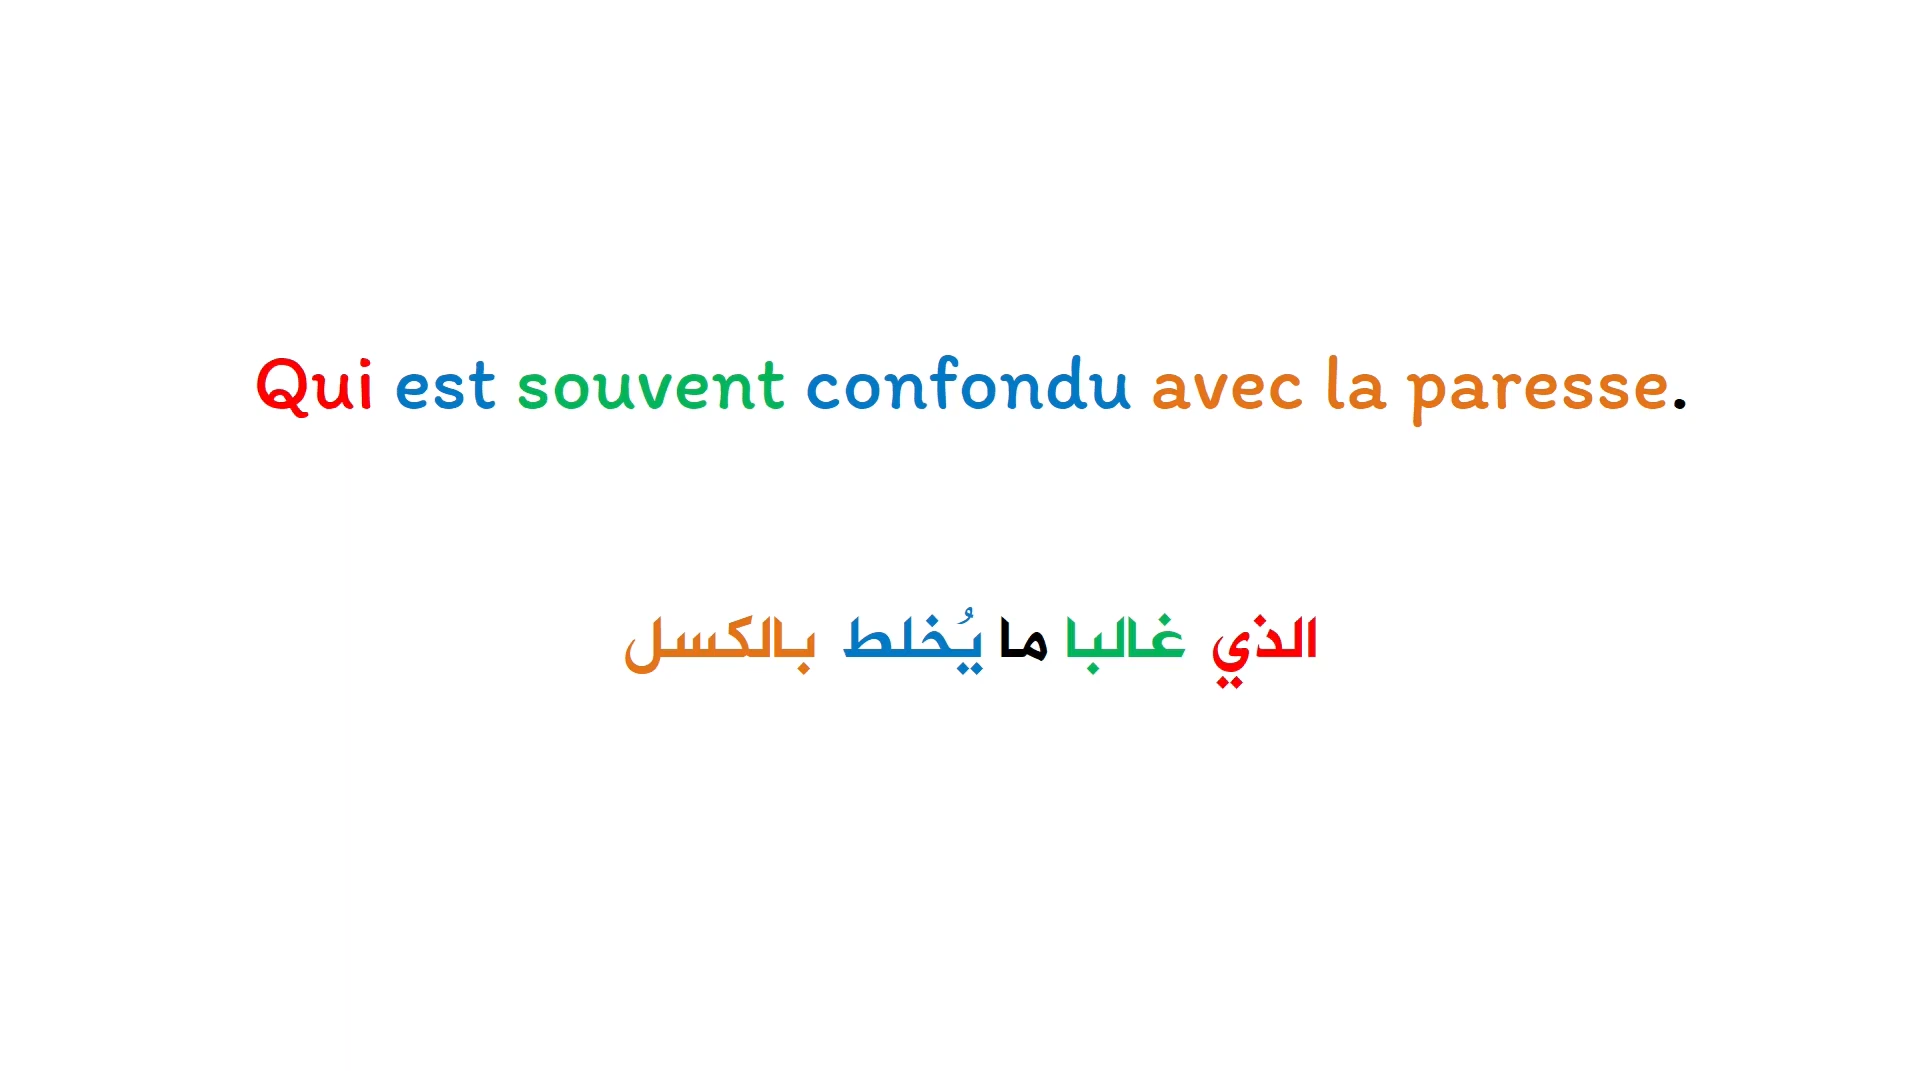 Qui est souvent confondu avec la paresse.
الذي غالبا ما يُخلط بالكسل